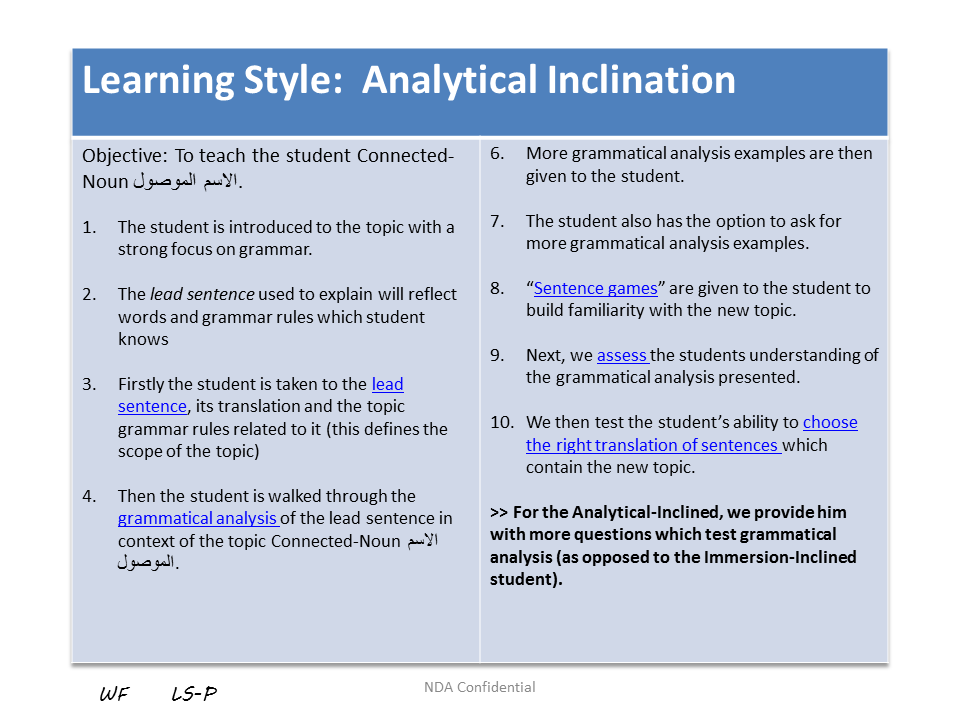 Learning Style:  Analytical Inclination
Objective: To teach the student Connected-
Noun الاسم الموصول.
1. The student is introduced to the topic with a
strong focus on grammar.
2. The lead sentence used to explain will reflect
words and grammar rules which student
knows
3. Firstly the student is taken to the lead
sentence, its translation and the topic
grammar rules related to it (this defines the
scope of the topic)
4. Then the student is walked through the
grammatical analysis of the lead sentence in
context of the topic Connected-Noun الاسم
الموصول.
6. More grammatical analysis examples are then
given to the student.
7. The student also has the option to ask for
more grammatical analysis examples.
8. “Sentence games” are given to the student to
build familiarity with the new topic.
9. Next, we assess the students understanding of
the grammatical analysis presented.
10. We then test the student’s ability to choose
the right translation of sentences which
contain the new topic.
>> For the Analytical-Inclined, we provide him
with more questions which test grammatical
analysis (as opposed to the Immersion-Inclined
student).
WF LS-P
NDA Confidential